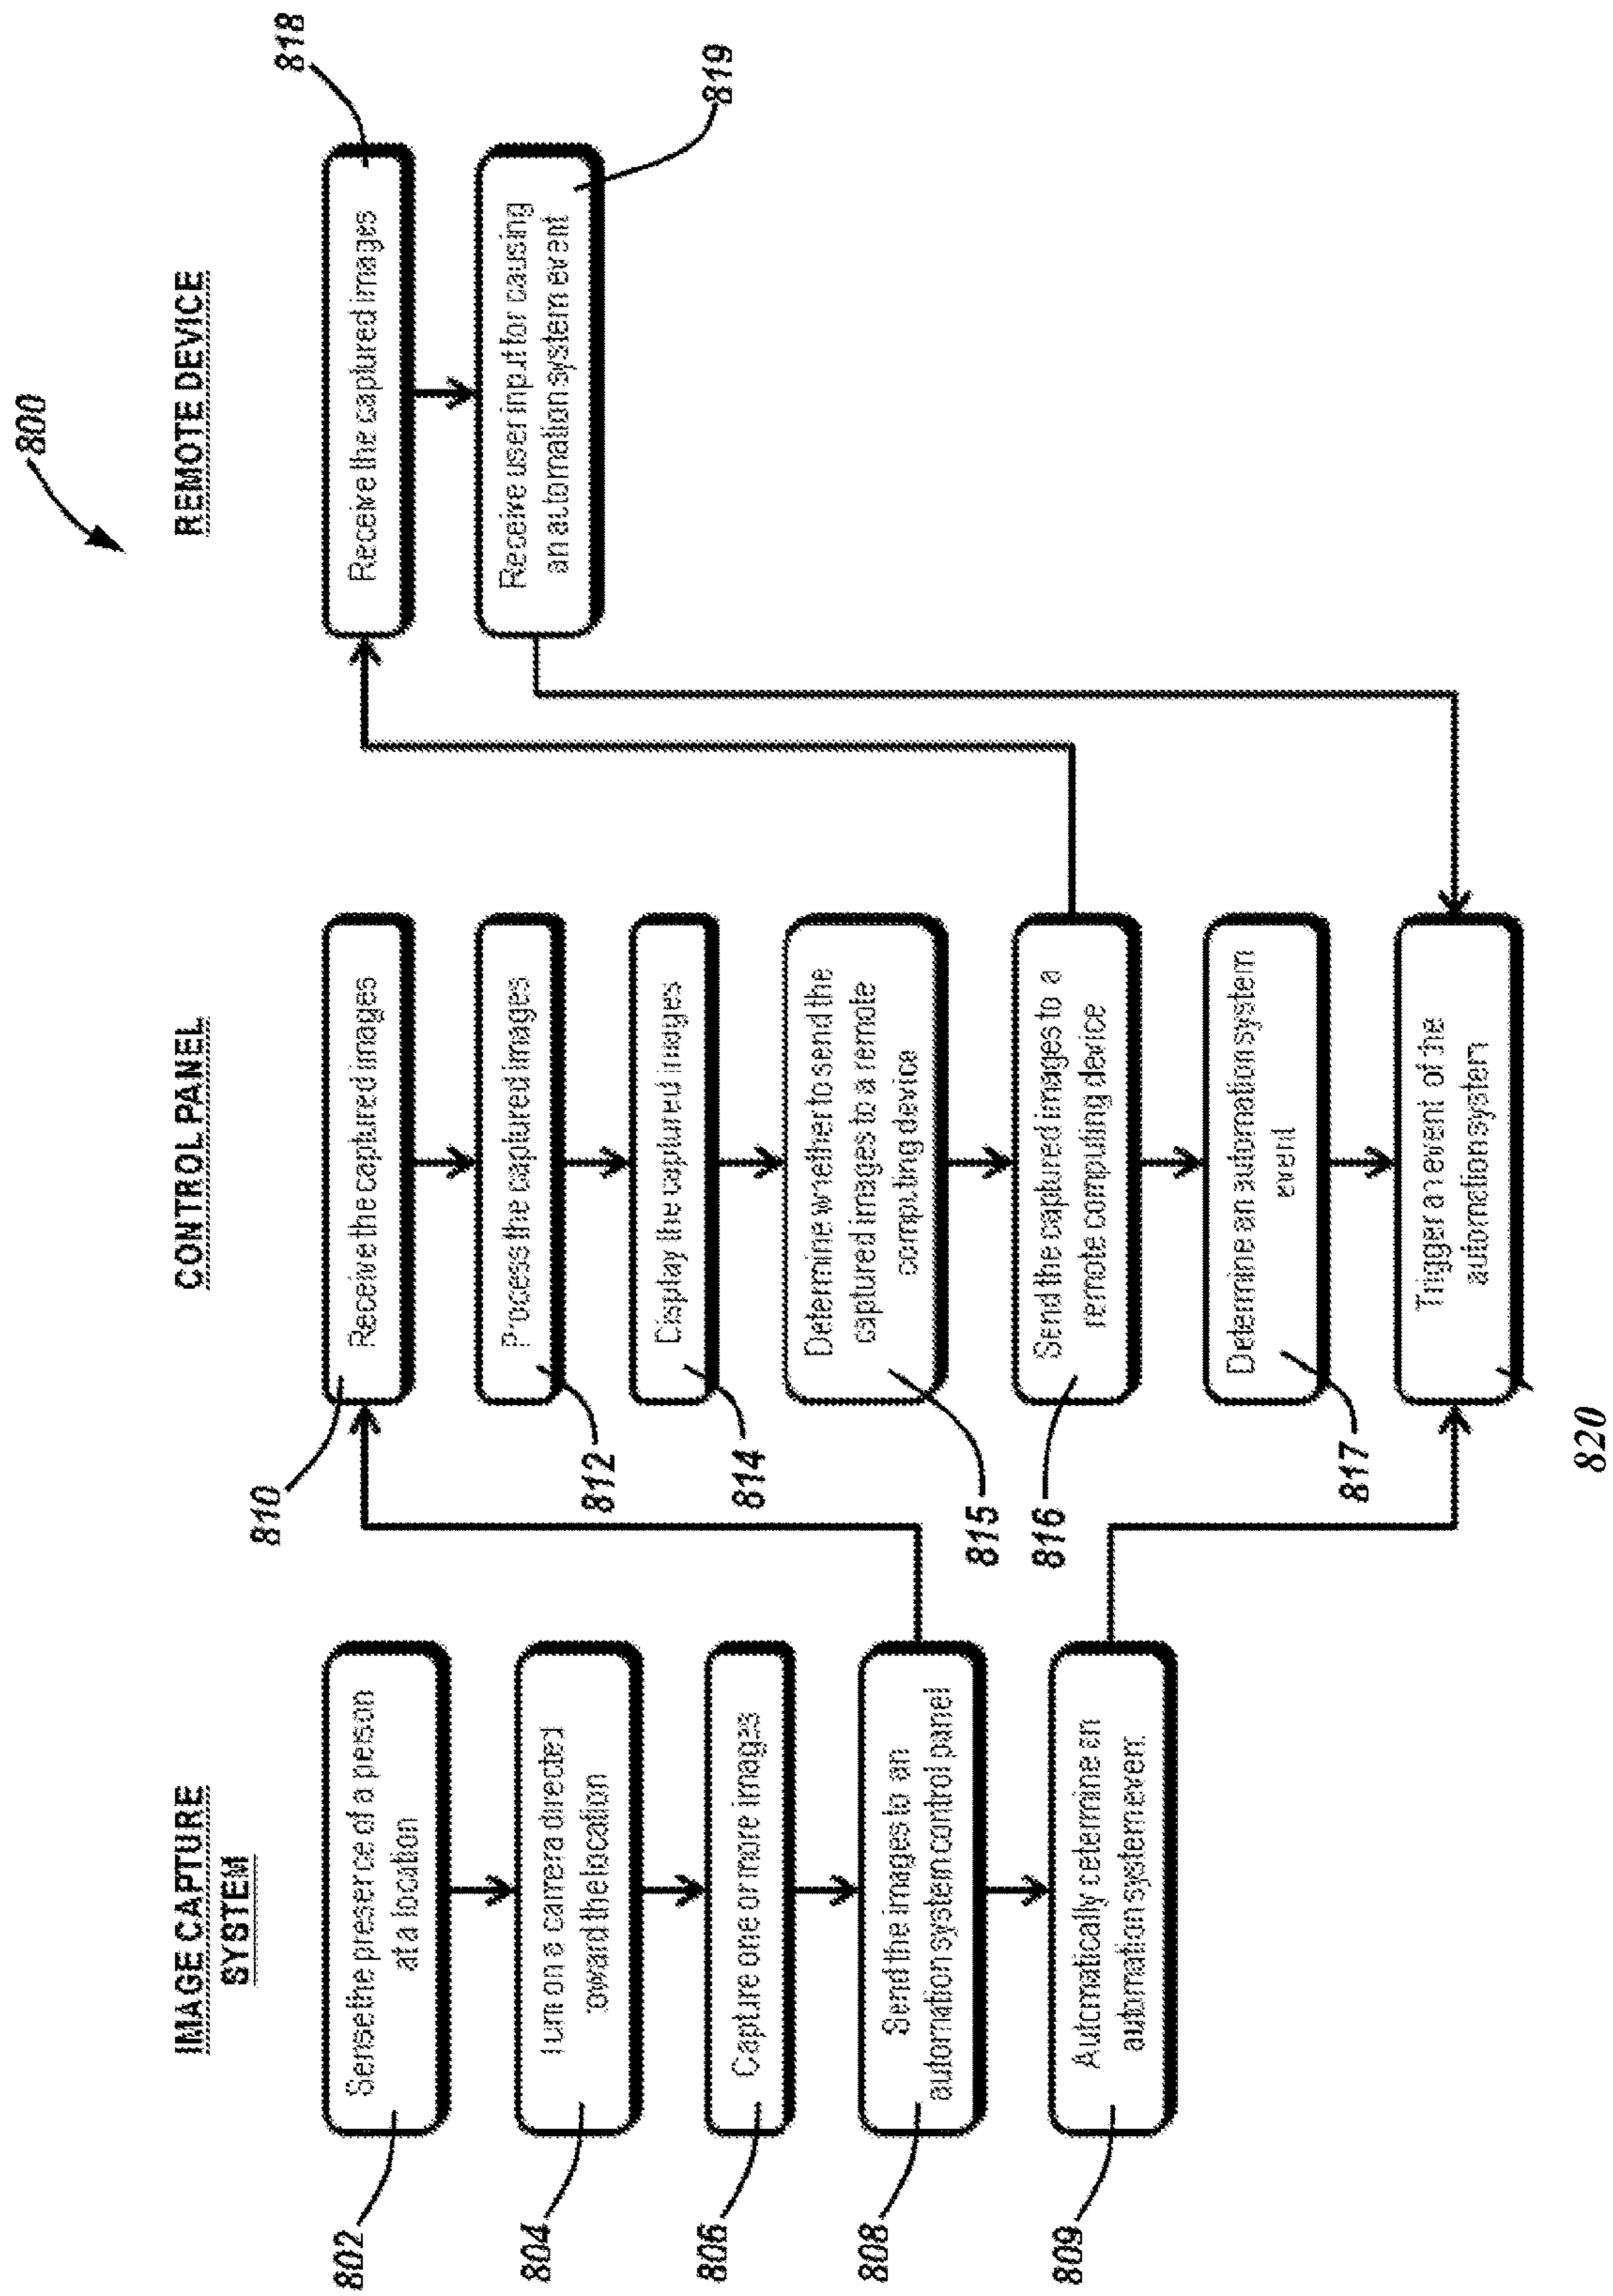 800
IMAGE CAPTURE
SYSTEM
802
Sense the presence of a person
at a location
804
Turn on a camera directed
toward the location
806
Capture one or more images
808
Send the images to an
automation system control panel
809
Automatically determine an
automation system event
CONTROL PANEL
810
Receive the captured images
812
Process the captured images
814
Display the captured images
815
Determine whether to send the
captured images to a remote
computing device
816
Send the captured images to a
remote computing device
817
Determine an automation system
event
Trigger an event of the
automation system
820
REMOTE DEVICE
818
Receive the captured images
819
Receive user input for causing
an automation system event